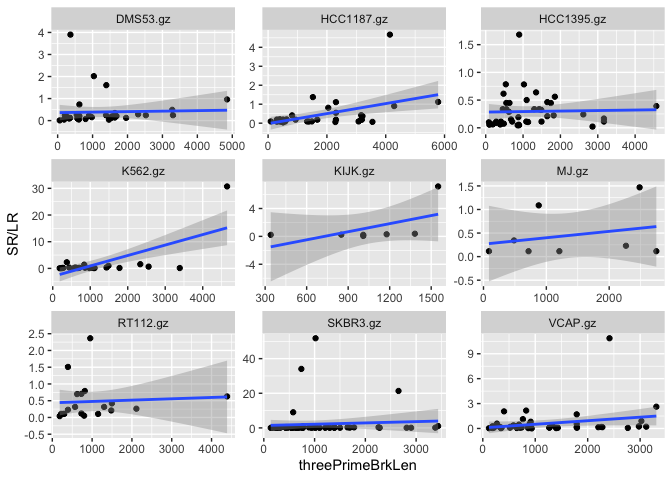 DMS53.gz
HCC1187.gz
HCC1395.gz
4
3
2
1
0
0 1000 2000 3000 4000 5000
4
2
0
0 2000 4000 6000
1.5
1.0
0.5
0.0
0 1000 2000 3000 4000
K562.gz
KIJK.gz
MJ.gz
30
20
10
0
0 1000 2000 3000 4000
4
0
-4
300 600 900 1200 1500
1.5
1.0
0.5
0.0
-0.5
0 1000 2000
RT112.gz
SKBR3.gz
VCAP.gz
2.5
2.0
1.5
1.0
0.5
0.0
-0.5
0 1000 2000 3000 4000
40
20
0
0 1000 2000 3000
9
6
3
0
0 1000 2000 3000
SR/LR
threePrimeBrkLen